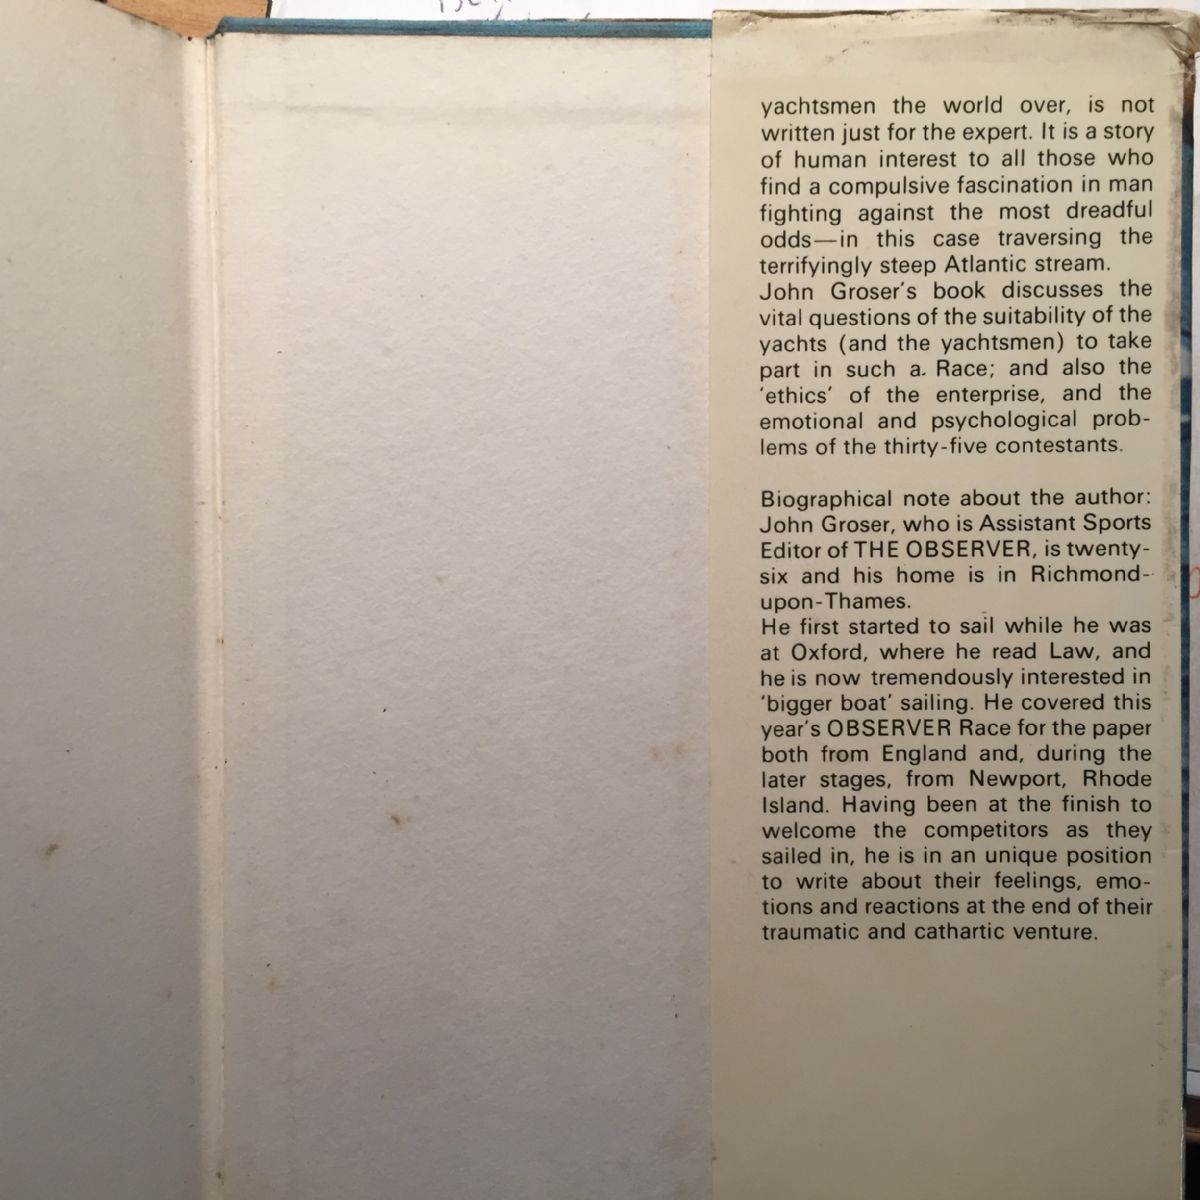 yachtsmen the world over, is not
written just for the expert. It is a story
of human interest to all those who
find a compulsive fascination in man
fighting against the most dreadful
odds—in this case traversing the
terrifyingly steep Atlantic stream.
John Groser's book discusses the
vital questions of the suitability of the
yachts (and the yachtsmen) to take
part in such a Race; and also the
'ethics' of the enterprise, and the
emotional and psychological prob-
lems of the thirty-five contestants.
Biographical note about the author:
John Groser, who is Assistant Sports
Editor of THE OBSERVER, is twenty-
six and his home is in Richmond-
upon-Thames.
He first started to sail while he was
at Oxford, where he read Law, and
he is now tremendously interested in
'bigger boat' sailing. He covered this
year's OBSERVER Race for the paper
both from England and, during the
later stages, from Newport, Rhode
Island. Having been at the finish to
welcome the competitors as they
sailed in, he is in an unique position
to write about their feelings, emo-
tions and reactions at the end of their
traumatic and cathartic venture.